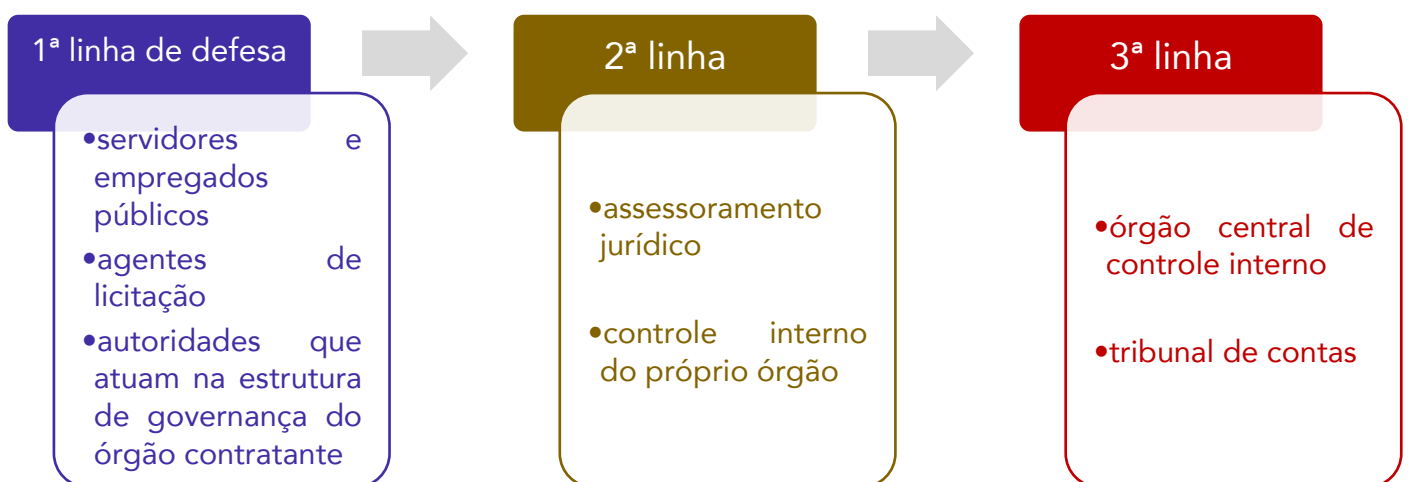 1ª linha de defesa
•servidores e
empregados
públicos
•agentes de
licitação
•autoridades que
atuam na estrutura
de governança do
órgão contratante
2ª linha
•assessoramento
jurídico
•controle interno
do próprio órgão
3ª linha
•órgão central de
controle interno
•tribunal de contas